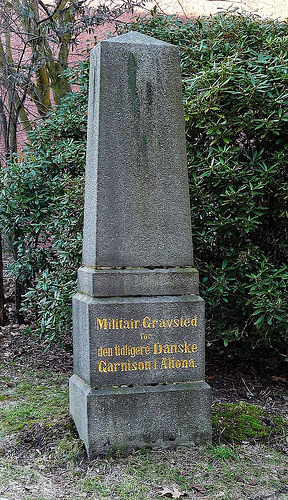 Militair-Gravsted
for
den tidligere Danske
Garnison i Altona.